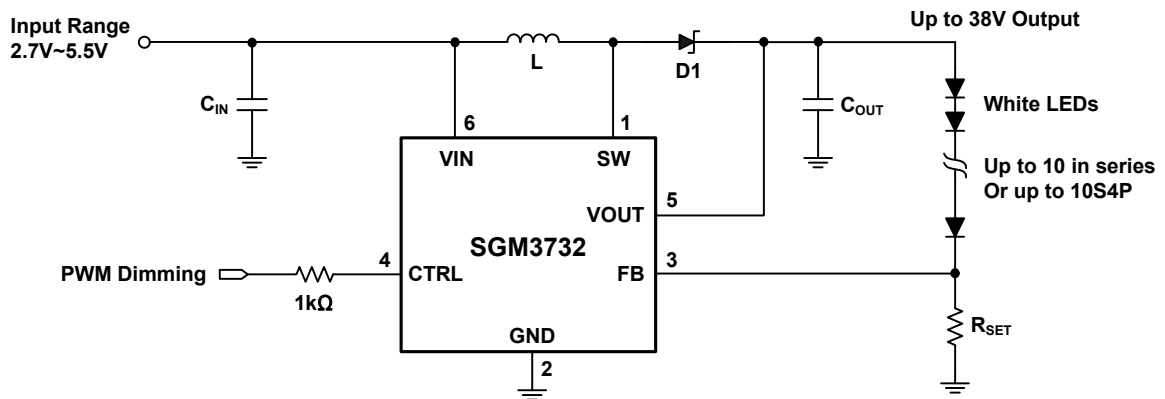 Input Range
2.7V~5.5V
Up to 38V Output
L
D1
CIN
COUT
White LEDs
6
1
VIN
SW
Up to 10 in series
Or up to 10S4P
VOUT
5
SGM3732
PWM Dimming
1kΩ
4
CTRL
FB
3
RSET
GND
2